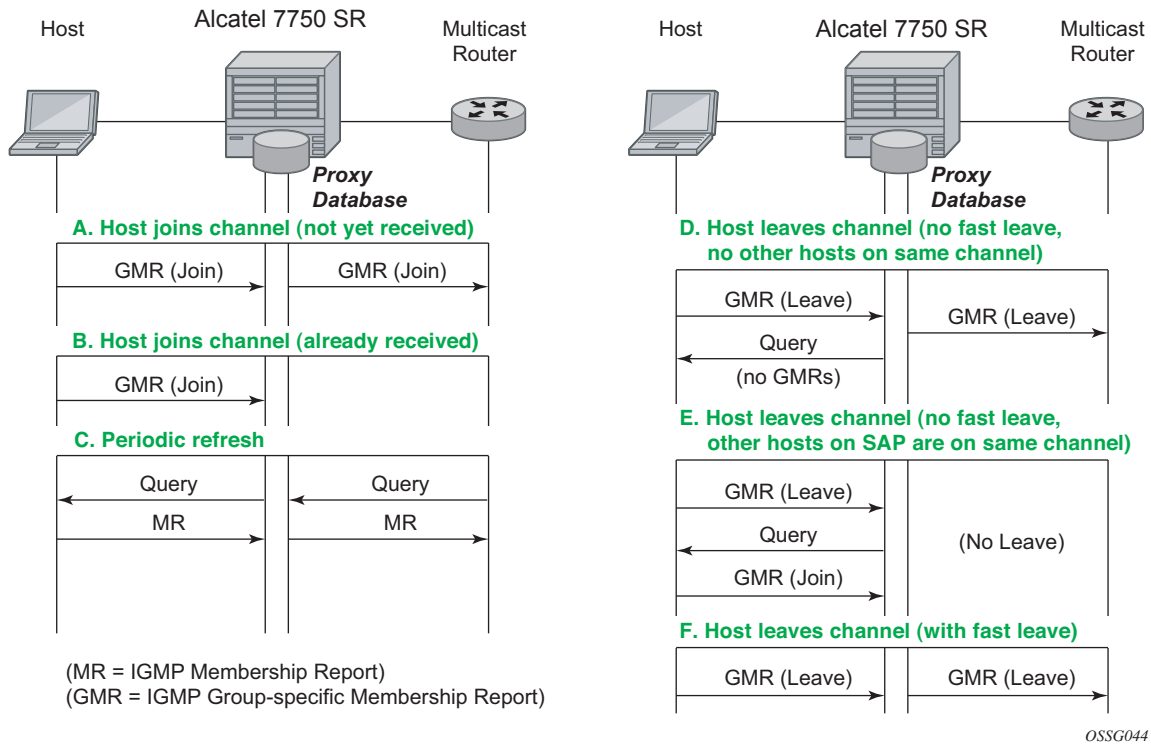 Host
Alcatel 7750 SR
Multicast
Router
Proxy
Database
A. Host joins channel (not yet received)
GMR (Join)
GMR (Join)
B. Host joins channel (already received)
GMR (Join)
C. Periodic refresh
Query
Query
MR
MR
(MR = IGMP Membership Report)
(GMR = IGMP Group-specific Membership Report)
Host
Alcatel 7750 SR
Multicast
Router
Proxy
Database
D. Host leaves channel (no fast leave,
no other hosts on same channel)
GMR (Leave)
GMR (Leave)
Query
(no GMRs)
E. Host leaves channel (no fast leave,
other hosts on SAP are on same channel)
GMR (Leave)
Query
(No Leave)
GMR (Join)
F. Host leaves channel (with fast leave)
GMR (Leave)
GMR (Leave)
OSSG044